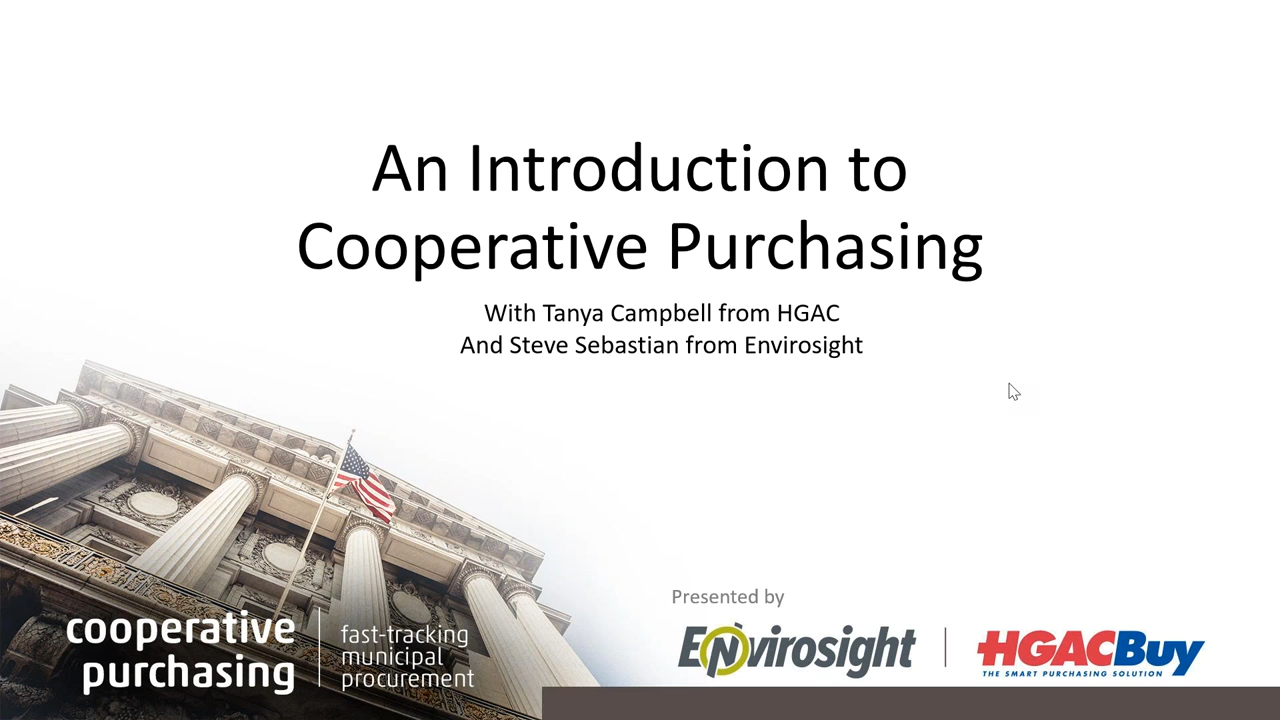 An Introduction to
Cooperative Purchasing
With Tanya Campbell from HGAC
And Steve Sebastian from Envirosight
cooperative
purchasing
fast-tracking
municipal
procurement
Presented by
Envirosight
HGACBuy
THE SMART PURCHASING SOLUTION